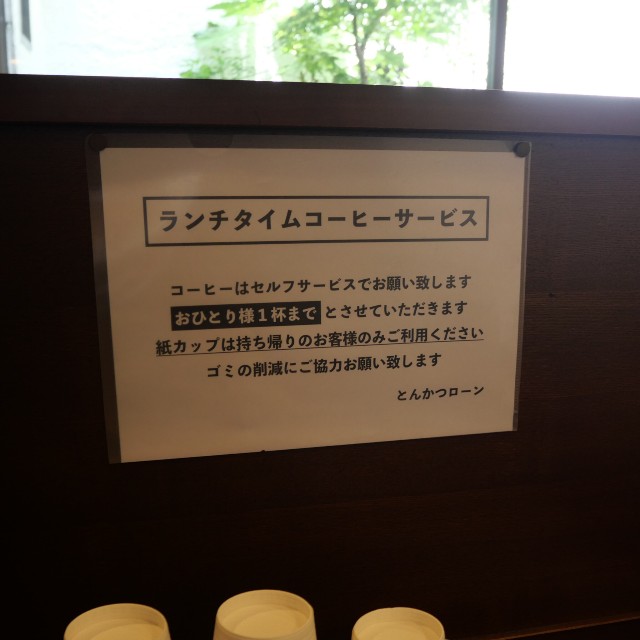 ランチタイムコーヒーサービス
コーヒーはセルフサービスでお願い致します
おひとり様1杯までとさせていただきます
紙カップは持ち帰りのお客様のみご利用ください
ゴミの削減にご協力お願い致します
とんかつローン